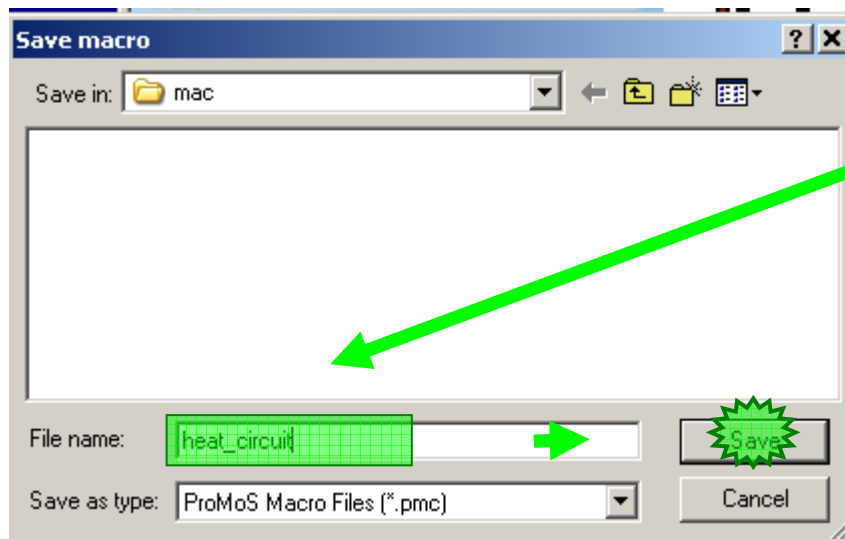 Save macro
Save in: mac
File name: heat_circuit Save
Save as type: ProMoS Macro Files (*.pmc) Cancel